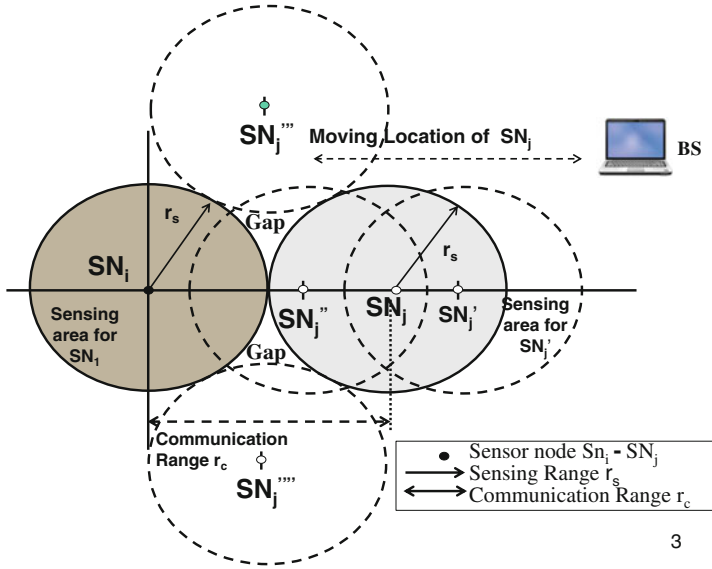 SNj'''
Moving Location of SNj
BS
rs
Gap
rs
SNi
SNj''
SNj
SNj'
Sensing
area for
SN1
Sensing
area for
SNj'
Gap
Communication
Range rc
SNj''''
Sensor node Sni - SNj
Sensing Range rs
Communication Range rc
3